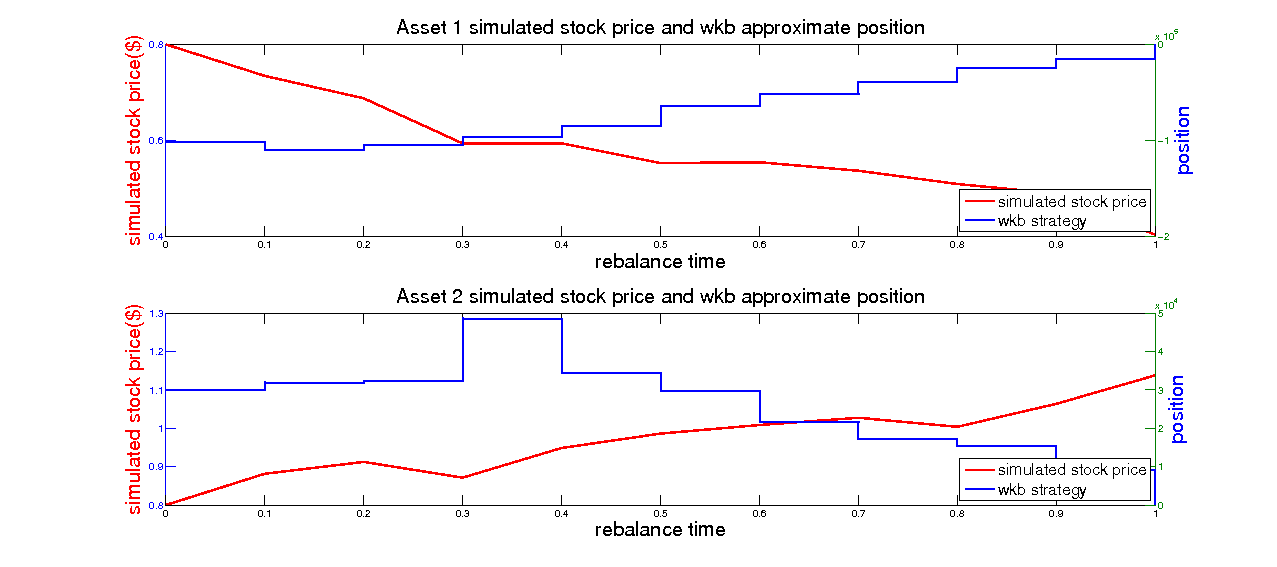 Asset 1 simulated stock price and wkb approximate position
x 10^5
simulated stock price($)
0.8
0.6
0.4
0
-1
-2
position
simulated stock price
wkb strategy
0 0.1 0.2 0.3 0.4 0.5 0.6 0.7 0.8 0.9 1
rebalance time
Asset 2 simulated stock price and wkb approximate position
x 10^4
simulated stock price($)
1.3
1.2
1.1
1
0.9
0.8
5
4
3
2
1
0
position
simulated stock price
wkb strategy
0 0.1 0.2 0.3 0.4 0.5 0.6 0.7 0.8 0.9 1
rebalance time